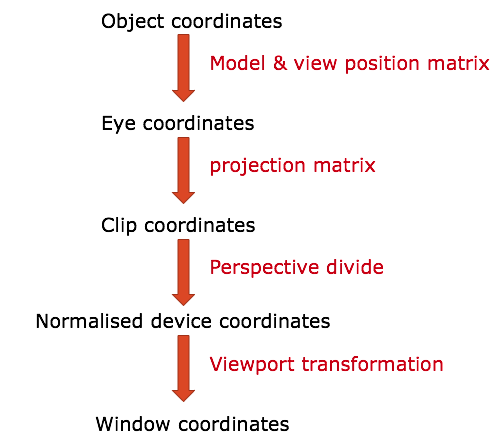 Object coordinates
Model & view position matrix
Eye coordinates
projection matrix
Clip coordinates
Perspective divide
Normalised device coordinates
Viewport transformation
Window coordinates